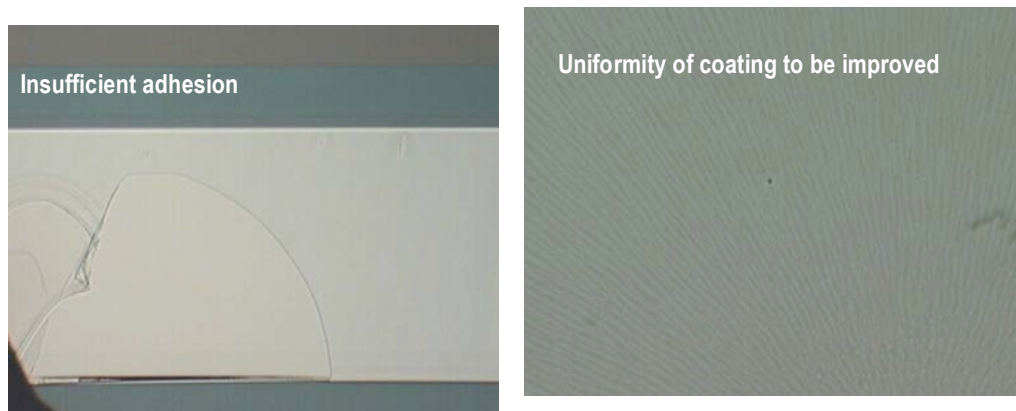 Insufficient adhesion
Uniformity of coating to be improved